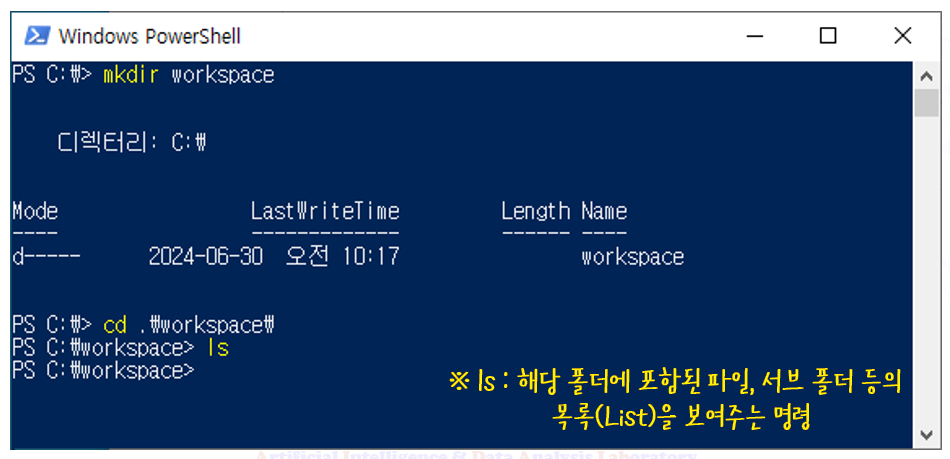 Windows PowerShell
PS C:₩> mkdir workspace
디렉터리: C:₩
Mode LastWriteTime Length Name
---- ------------- ------ ----
d----- 2024-06-30 오전 10:17 workspace
PS C:₩> cd .₩workspace₩
PS C:₩workspace> ls
PS C:₩workspace>
※ ls : 해당 폴더에 포함된 파일, 서브 폴더 등의
목록(List)을 보여주는 명령
Artificial Intelligence & Data Analysis Laboratory